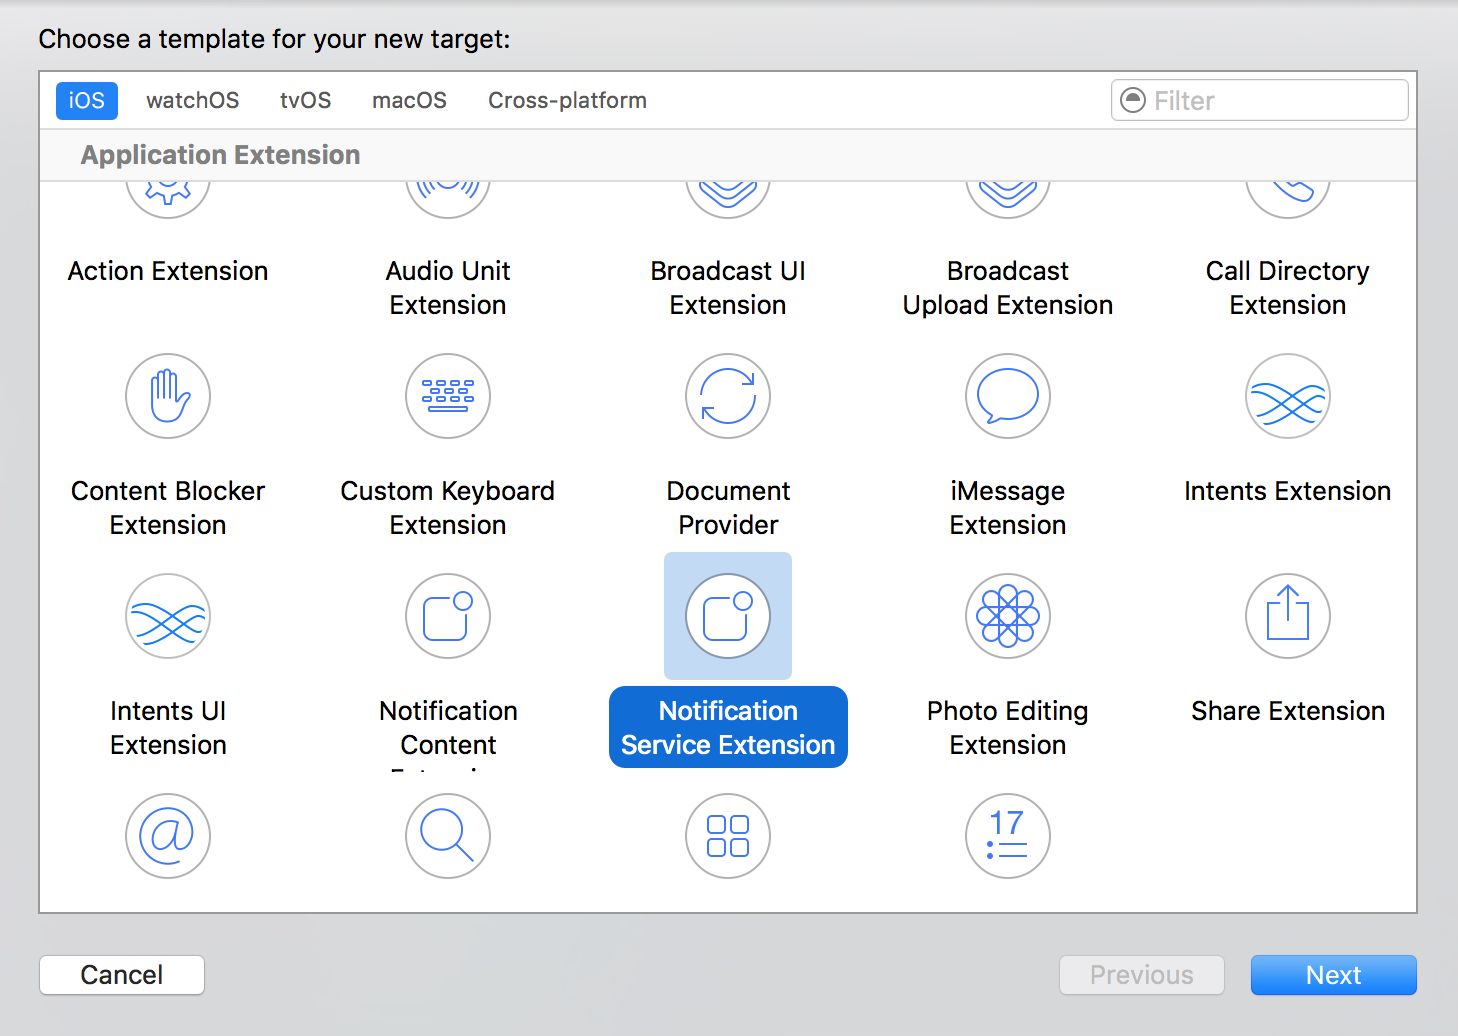 Choose a template for your new target:
iOS watchOS tvOS macOS Cross-platform Filter
Application Extension
Action Extension
Audio Unit
Extension
Broadcast UI
Extension
Broadcast
Upload Extension
Call Directory
Extension
Content Blocker
Extension
Custom Keyboard
Extension
Document
Provider
iMessage
Extension
Intents Extension
Intents UI
Extension
Notification
Content
Notification
Service Extension
Photo Editing
Extension
Share Extension
@
17
Cancel Previous Next